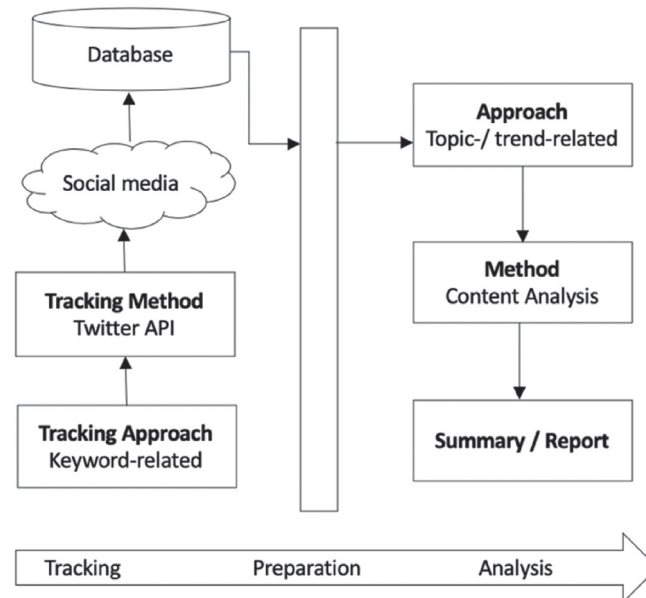 Database
Social media
Tracking Method
Twitter API
Tracking Approach
Keyword-related
Approach
Topic-/ trend-related
Method
Content Analysis
Summary / Report
Tracking Preparation Analysis